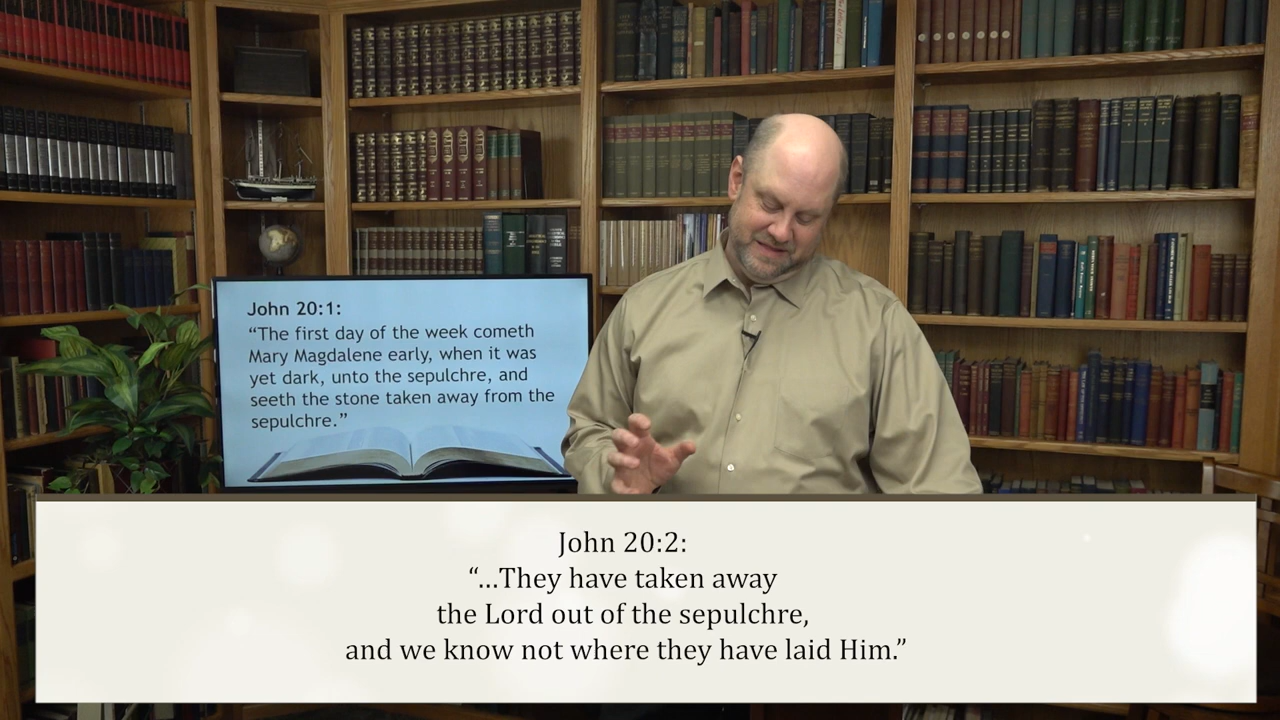 John 20:1:
“The first day of the week cometh
Mary Magdalene early, when it was
yet dark, unto the sepulchre, and
seeth the stone taken away from the
sepulchre.”
John 20:2:
“...They have taken away
the Lord out of the sepulchre,
and we know not where they have laid Him.”